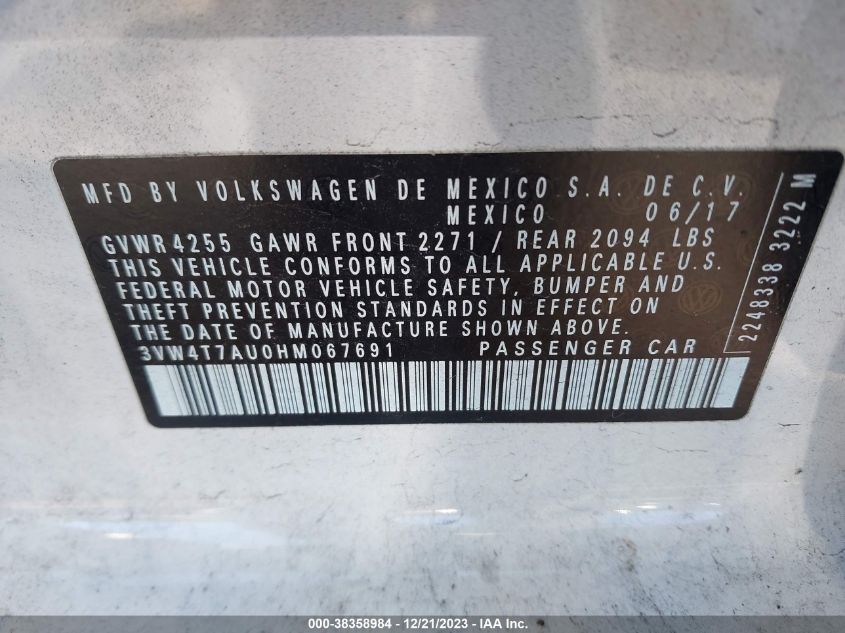 MFD BY VOLKSWAGEN DE MEXICO S.A. DE C.V.
MEXICO 06/17
GVWR 4255 GAWR FRONT 2271 / REAR 2094 LBS
THIS VEHICLE CONFORMS TO ALL APPLICABLE U.S.
FEDERAL MOTOR VEHICLE SAFETY, BUMPER AND
THEFT PREVENTION STANDARDS IN EFFECT ON
THE DATE OF MANUFACTURE SHOWN ABOVE.
3VW4T7AU0HM067691 PASSENGER CAR
2248338 3222 M
000-38358984 / 12/21/2023 / IAA Inc.